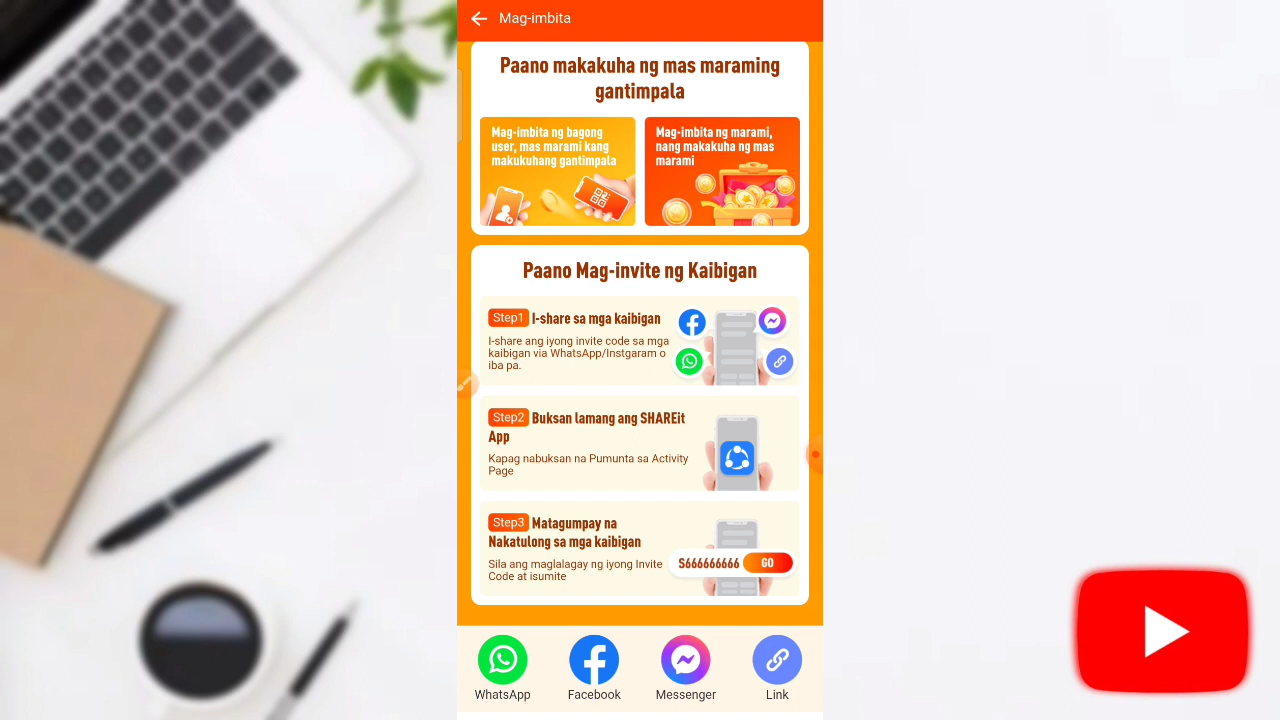 Mag-imbita
Paano makakuha ng mas maraming
gantimpala
Mag-imbita ng bagong
user, mas marami kang
makukuhang gantimpala
Mag-imbita ng marami,
nang makakuha ng mas
marami
Paano Mag-invite ng Kaibigan
Step1 I-share sa mga kaibigan
I-share ang iyong invite code sa mga
kaibigan via WhatsApp/Instgaram o
iba pa.
Step2 Buksan lamang ang SHAREit
App
Kapag nabuksan na Pumunta sa Activity
Page
Step3 Matagumpay na
Nakatulong sa mga kaibigan
Sila ang maglalagay ng iyong Invite
Code at isumite
S666666666 GO
WhatsApp
Facebook
Messenger
Link